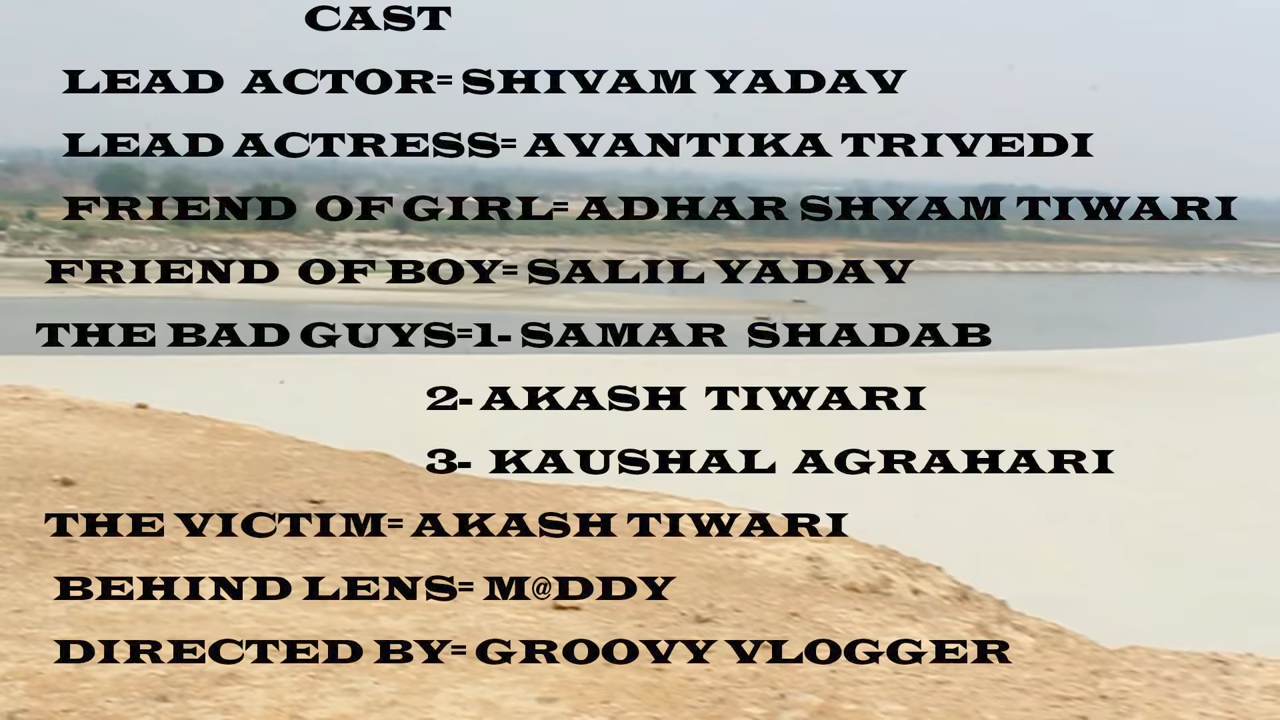 CAST
LEAD ACTOR= SHIVAM YADAV
LEAD ACTRESS= AVANTIKA TRIVEDI
FRIEND OF GIRL= ADHAR SHYAM TIWARI
FRIEND OF BOY= SALIL YADAV
THE BAD GUYS=1- SAMAR SHADAB
2- AKASH TIWARI
3- KAUSHAL AGRAHARI
THE VICTIM= AKASH TIWARI
BEHIND LENS= M@DDY
DIRECTED BY= GROOVY VLOGGER